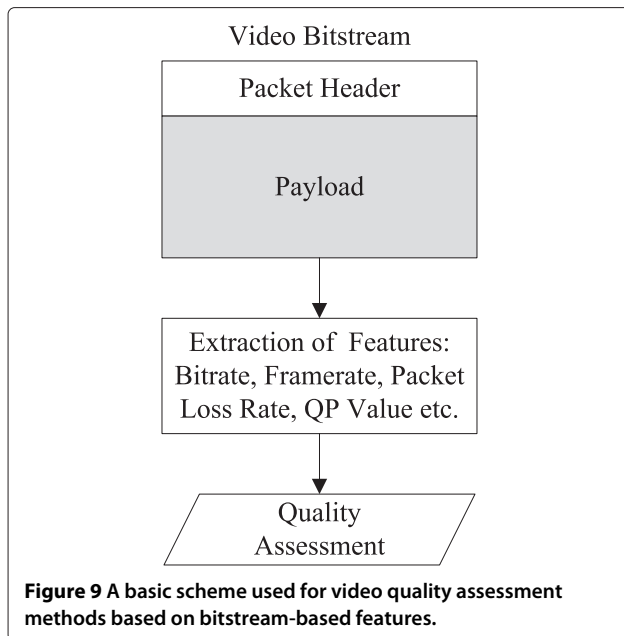 Video Bitstream
Packet Header
Payload
Extraction of Features:
Bitrate, Framerate, Packet
Loss Rate, QP Value etc.
Quality
Assessment
Figure 9 A basic scheme used for video quality assessment
methods based on bitstream-based features.